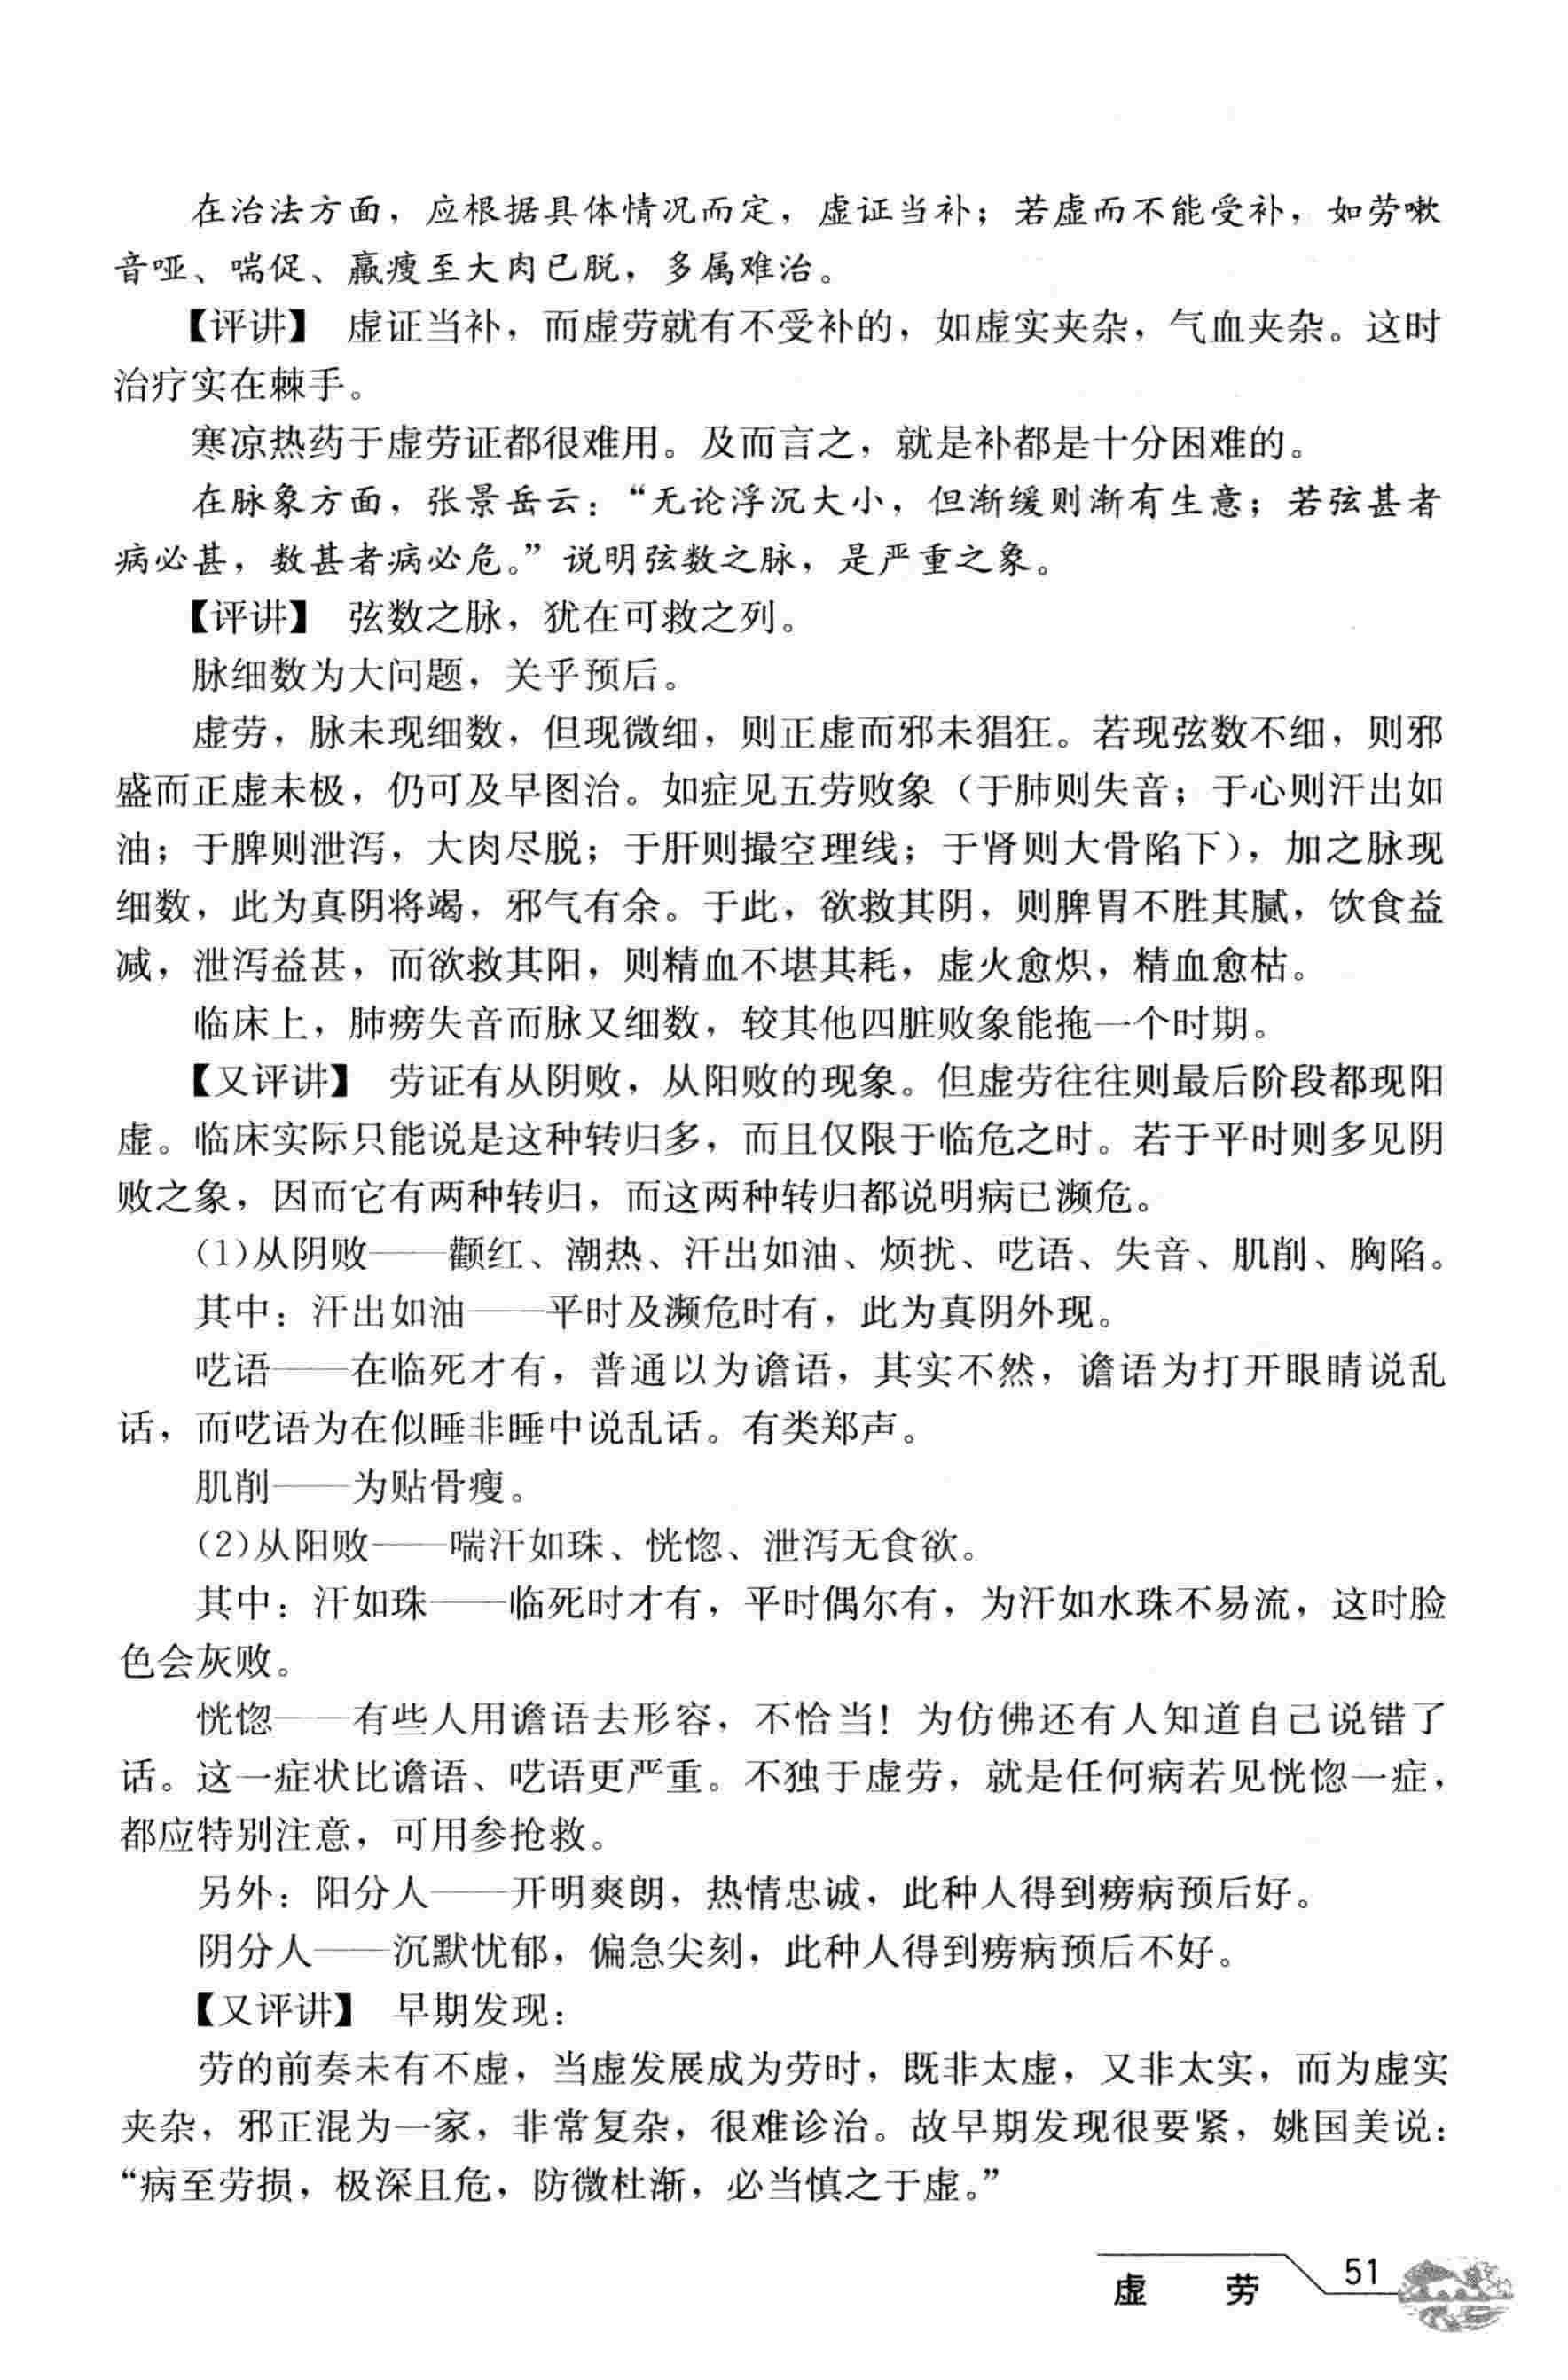 在治法方面，应根据具体情况而定，虚证当补；若虚而不能受补，如劳嗽
音哑、喘促、羸瘦至大肉已脱，多属难治。
【评讲】 虚证当补，而虚劳就有不受补的，如虚实夹杂，气血夹杂。这时
治疗实在棘手。
寒凉热药于虚劳证都很难用。及而言之，就是补都是十分困难的。
在脉象方面，张景岳云：“无论浮沉大小，但渐缓则渐有生意；若弦甚者
病必甚，数甚者病必危。”说明弦数之脉，是严重之象。
【评讲】 弦数之脉，犹在可救之列。
脉细数为大问题，关乎预后。
虚劳，脉未现细数，但现微细，则正虚而邪未猖狂。若现弦数不细，则邪
盛而正虚未极，仍可及早图治。如症见五劳败象（于肺则失音；于心则汗出如
油；于脾则泄泻，大肉尽脱；于肝则撮空理线；于肾则大骨陷下），加之脉现
细数，此为真阴将竭，邪气有余。于此，欲救其阴，则脾胃不胜其腻，饮食益
减，泄泻益甚，而欲救其阳，则精血不堪其耗，虚火愈炽，精血愈枯。
临床上，肺痨失音而脉又细数，较其他四脏败象能拖一个时期。
【又评讲】 劳证有从阴败，从阳败的现象。但虚劳往往则最后阶段都现阳
虚。临床实际只能说是这种转归多，而且仅限于临危之时。若于平时则多见阴
败之象，因而它有两种转归，而这两种转归都说明病已濒危。
(1)从阴败——颧红、潮热、汗出如油、烦扰、呓语、失音、肌削、胸陷。
其中：汗出如油——平时及濒危时有，此为真阴外现。
呓语——在临死才有，普通以为谵语，其实不然，谵语为打开眼睛说乱
话，而呓语为在似睡非睡中说乱话。有类郑声。
肌削——为贴骨瘦。
(2)从阳败——喘汗如珠、恍惚、泄泻无食欲。
其中：汗如珠——临死时才有，平时偶尔有，为汗如水珠不易流，这时脸
色会灰败。
恍惚——有些人用谵语去形容，不恰当！为仿佛还有人知道自己说错了
话。这一症状比谵语、呓语更严重。不独于虚劳，就是任何病若见恍惚一症，
都应特别注意，可用参抢救。
另外：阳分人——开明爽朗，热情忠诚，此种人得到痨病预后好。
阴分人——沉默忧郁，偏急尖刻，此种人得到痨病预后不好。
【又评讲】 早期发现：
劳的前奏未有不虚，当虚发展成为劳时，既非太虚，又非太实，而为虚实
夹杂，邪正混为一家，非常复杂，很难诊治。故早期发现很要紧，姚国美说：
“病至劳损，极深且危，防微杜渐，必当慎之于虚。”
虚 劳 51